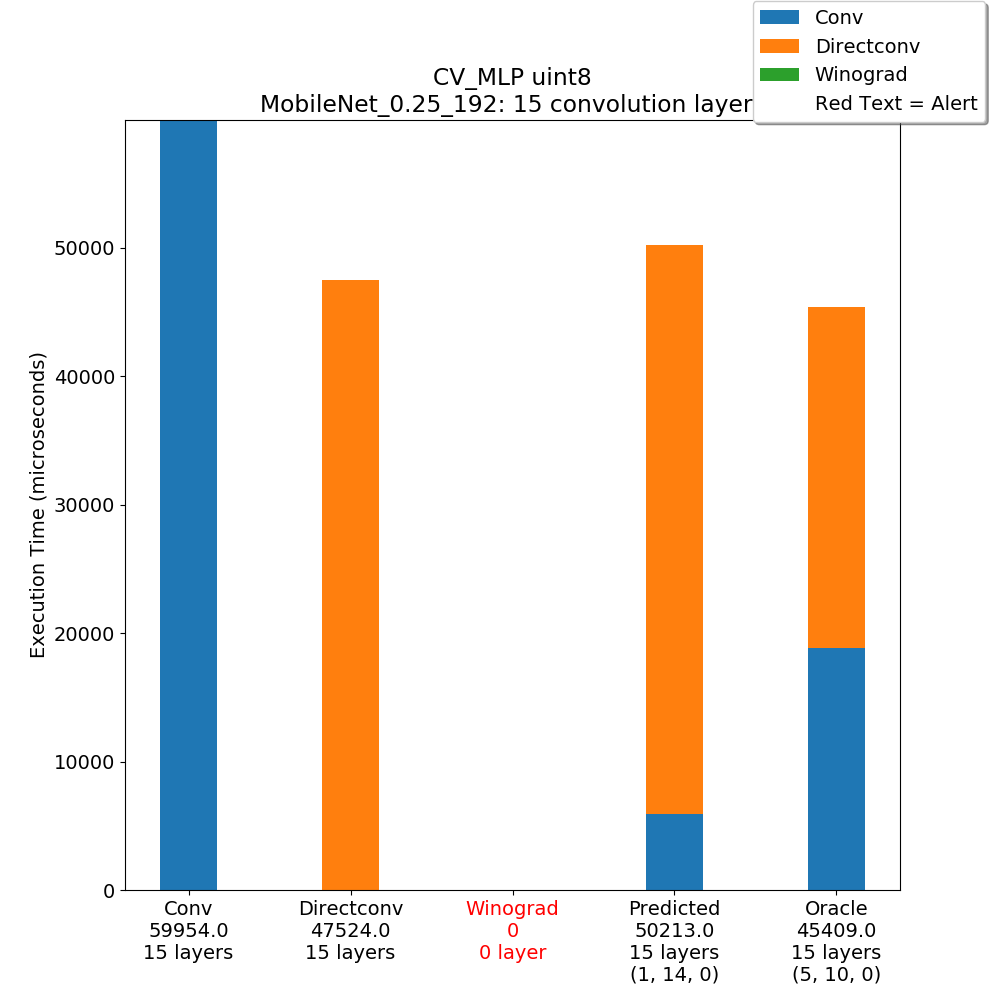 Conv
Directconv
Winograd
Red Text = Alert
CV_MLP uint8
MobileNet_0.25_192: 15 convolution layer
Execution Time (microseconds)
50000
40000
30000
20000
10000
0
Conv
59954.0
15 layers
Directconv
47524.0
15 layers
Winograd
0
0 layer
Predicted
50213.0
15 layers
(1, 14, 0)
Oracle
45409.0
15 layers
(5, 10, 0)